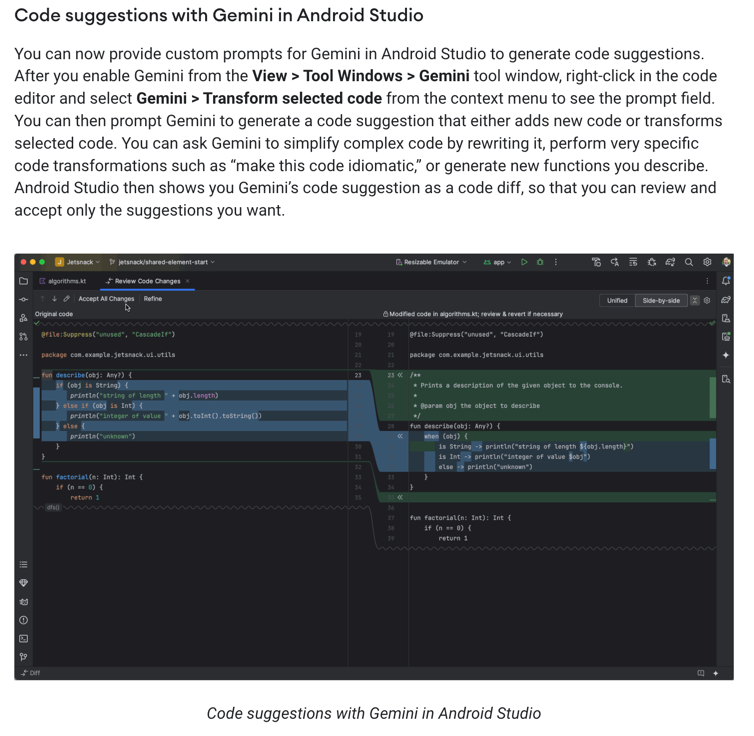 Code suggestions with Gemini in Android Studio
You can now provide custom prompts for Gemini in Android Studio to generate code suggestions.
After you enable Gemini from the View > Tool Windows > Gemini tool window, right-click in the code
editor and select Gemini > Transform selected code from the context menu to see the prompt field.
You can then prompt Gemini to generate a code suggestion that either adds new code or transforms
selected code. You can ask Gemini to simplify complex code by rewriting it, perform very specific
code transformations such as “make this code idiomatic,” or generate new functions you describe.
Android Studio then shows you Gemini’s code suggestion as a code diff, so that you can review and
accept only the suggestions you want.
J Jetsnack jetsnack/shared-element-start Resizable Emulator app
algorithms.kt Review Code Changes
Accept All Changes Refine Unified Side-by-side
Original code Modified code in algorithms.kt; review & revert if necessary
@file:Suppress("unused", "CascadeIf")
package com.example.jetsnack.ui.utils
fun describe(obj: Any?) {
if (obj is String) {
println("string of length " + obj.length)
} else if (obj is Int) {
println("integer of value " + obj.toInt().toString())
} else {
println("unknown")
}
}
fun factorial(n: Int): Int {
if (n == 0) {
return 1
dfs()
@file:Suppress("unused", "CascadeIf")
package com.example.jetsnack.ui.utils
/**
* Prints a description of the given object to the console.
*
* @param obj the object to describe
*/
fun describe(obj: Any?) {
when (obj) {
is String -> println("string of length ${obj.length}")
is Int -> println("integer of value $obj")
else -> println("unknown")
}
}
fun factorial(n: Int): Int {
if (n == 0) {
return 1
Diff
Code suggestions with Gemini in Android Studio